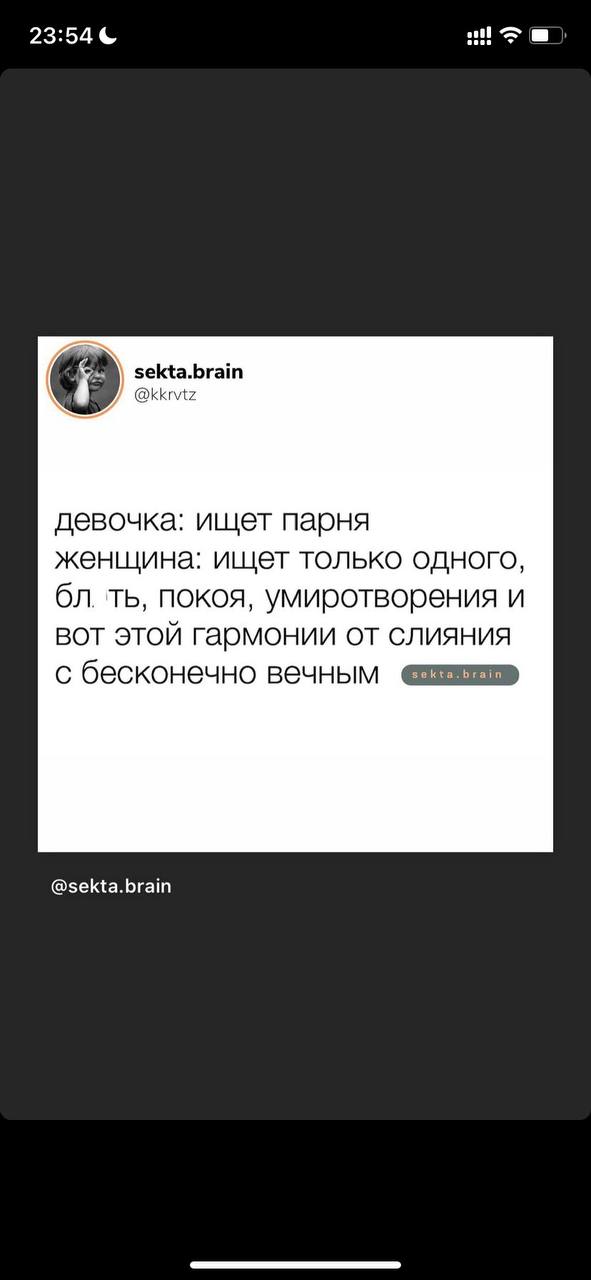 23:54
sekta.brain
@kkrvtz
девочка: ищет парня
женщина: ищет только одного,
бл ть, покоя, умиротворения и
вот этой гармонии от слияния
с бесконечно вечным sekta.brain
@sekta.brain